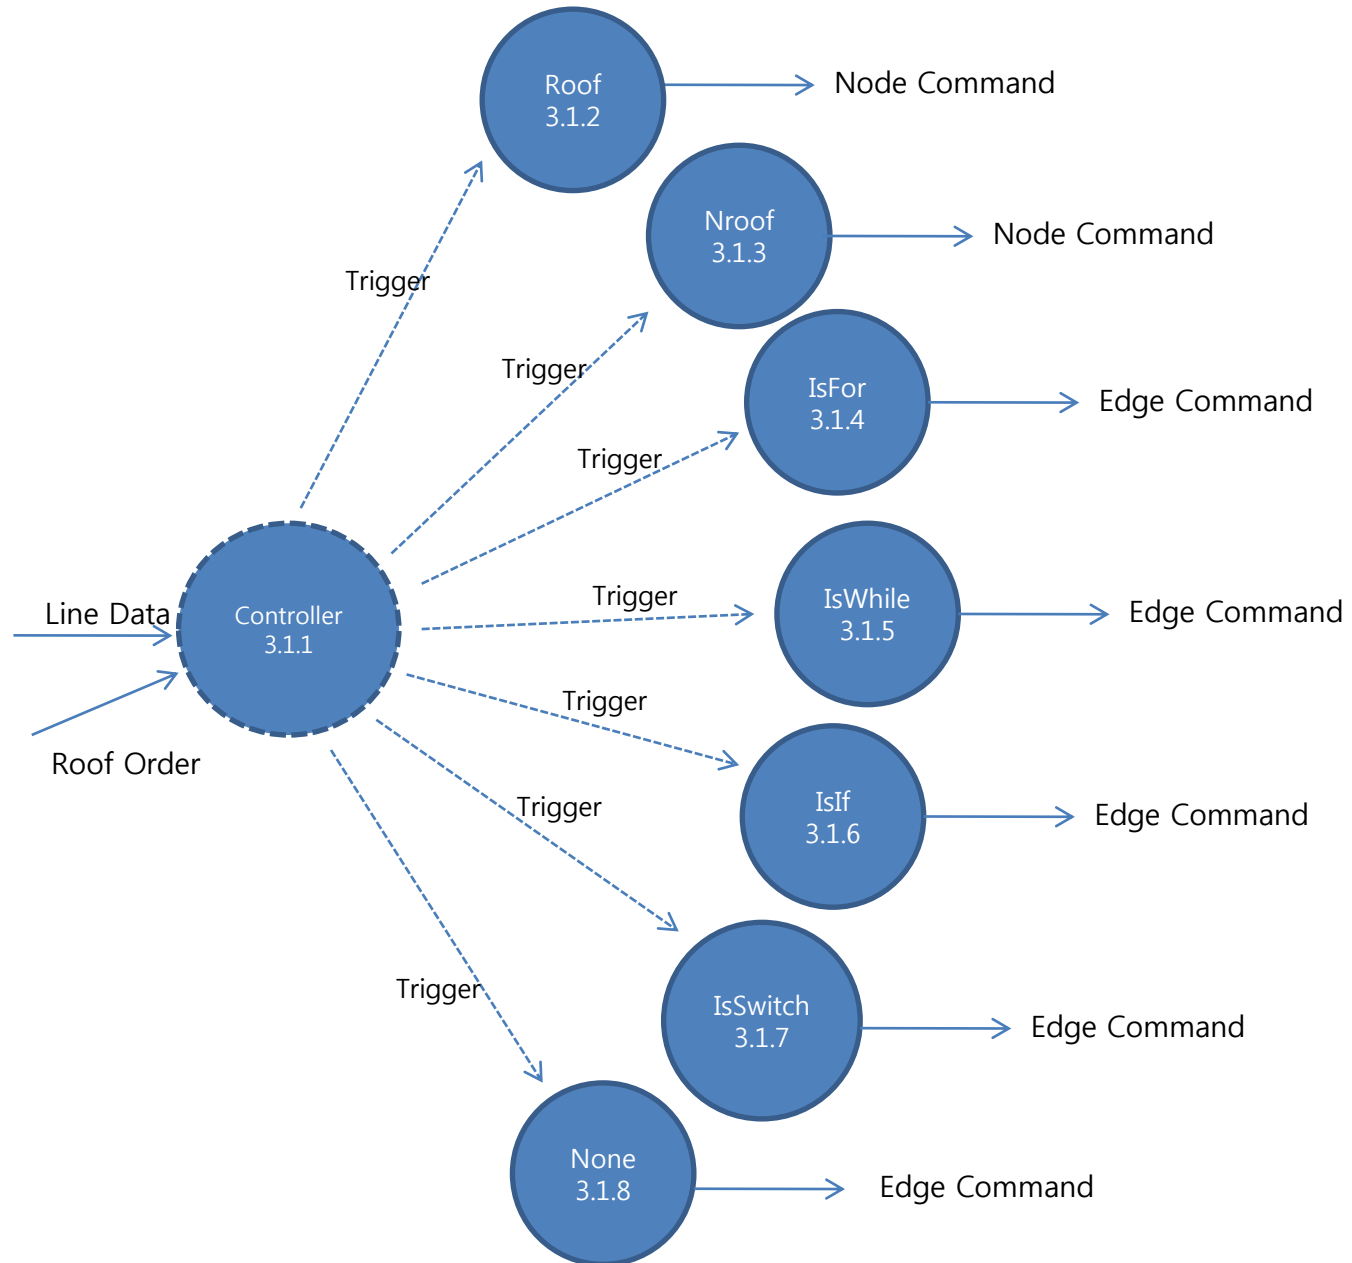 Roof
3.1.2
Node Command
Nroof
3.1.3
Node Command
Trigger
Trigger
IsFor
3.1.4
Edge Command
Trigger
Line Data
Controller
3.1.1
Trigger
IsWhile
3.1.5
Edge Command
Roof Order
Trigger
IsIf
3.1.6
Edge Command
Trigger
IsSwitch
3.1.7
Edge Command
Trigger
None
3.1.8
Edge Command